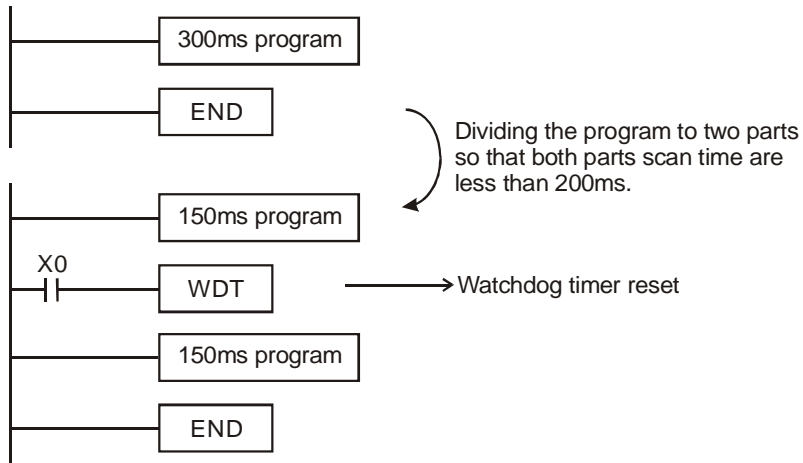 300ms program
END
Dividing the program to two parts
so that both parts scan time are
less than 200ms.
150ms program
X0
WDT
Watchdog timer reset
150ms program
END